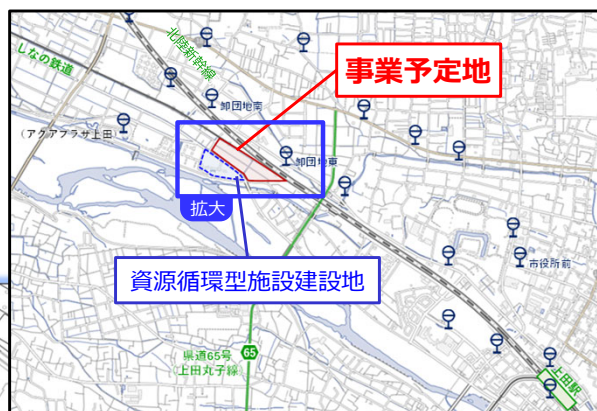 北陸新幹線
しなの鉄道
事業予定地
卸団地南
(アクアプラザ上田)
卸団地東
拡大
資源循環型施設建設地
市役所前
県道65号
上田丸子線
65
上田駅